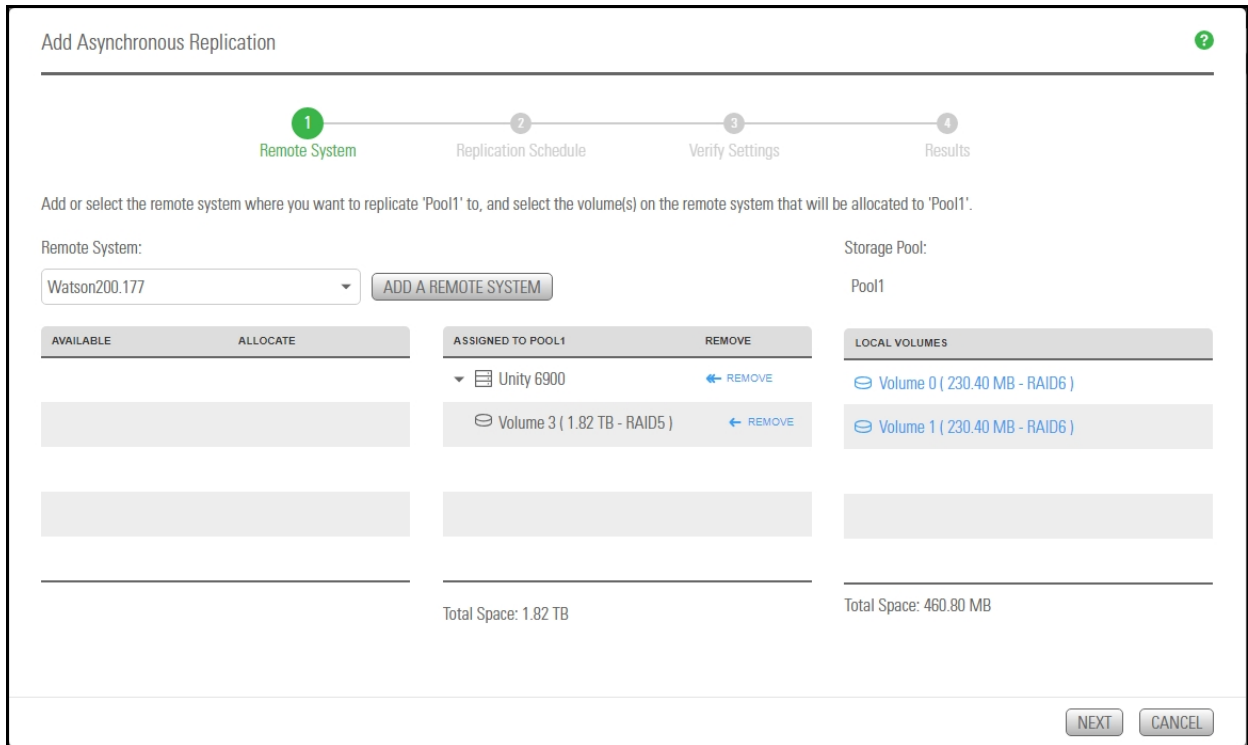 Add Asynchronous Replication
?
1
2
3
4
Remote System
Replication Schedule
Verify Settings
Results
Add or select the remote system where you want to replicate 'Pool1' to, and select the volume(s) on the remote system that will be allocated to 'Pool1'.
Remote System:
Storage Pool:
Watson200.177
ADD A REMOTE SYSTEM
Pool1
AVAILABLE ALLOCATE
ASSIGNED TO POOL1 REMOVE
LOCAL VOLUMES
Unity 6900 REMOVE
Volume 0 ( 230.40 MB - RAID6 )
Volume 3 ( 1.82 TB - RAID5 ) REMOVE
Volume 1 ( 230.40 MB - RAID6 )
Total Space: 1.82 TB
Total Space: 460.80 MB
NEXT
CANCEL